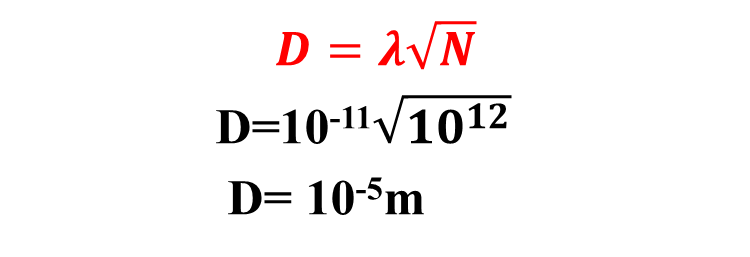 D = λ√N
D=10⁻¹¹√10¹²
D= 10⁻⁵m